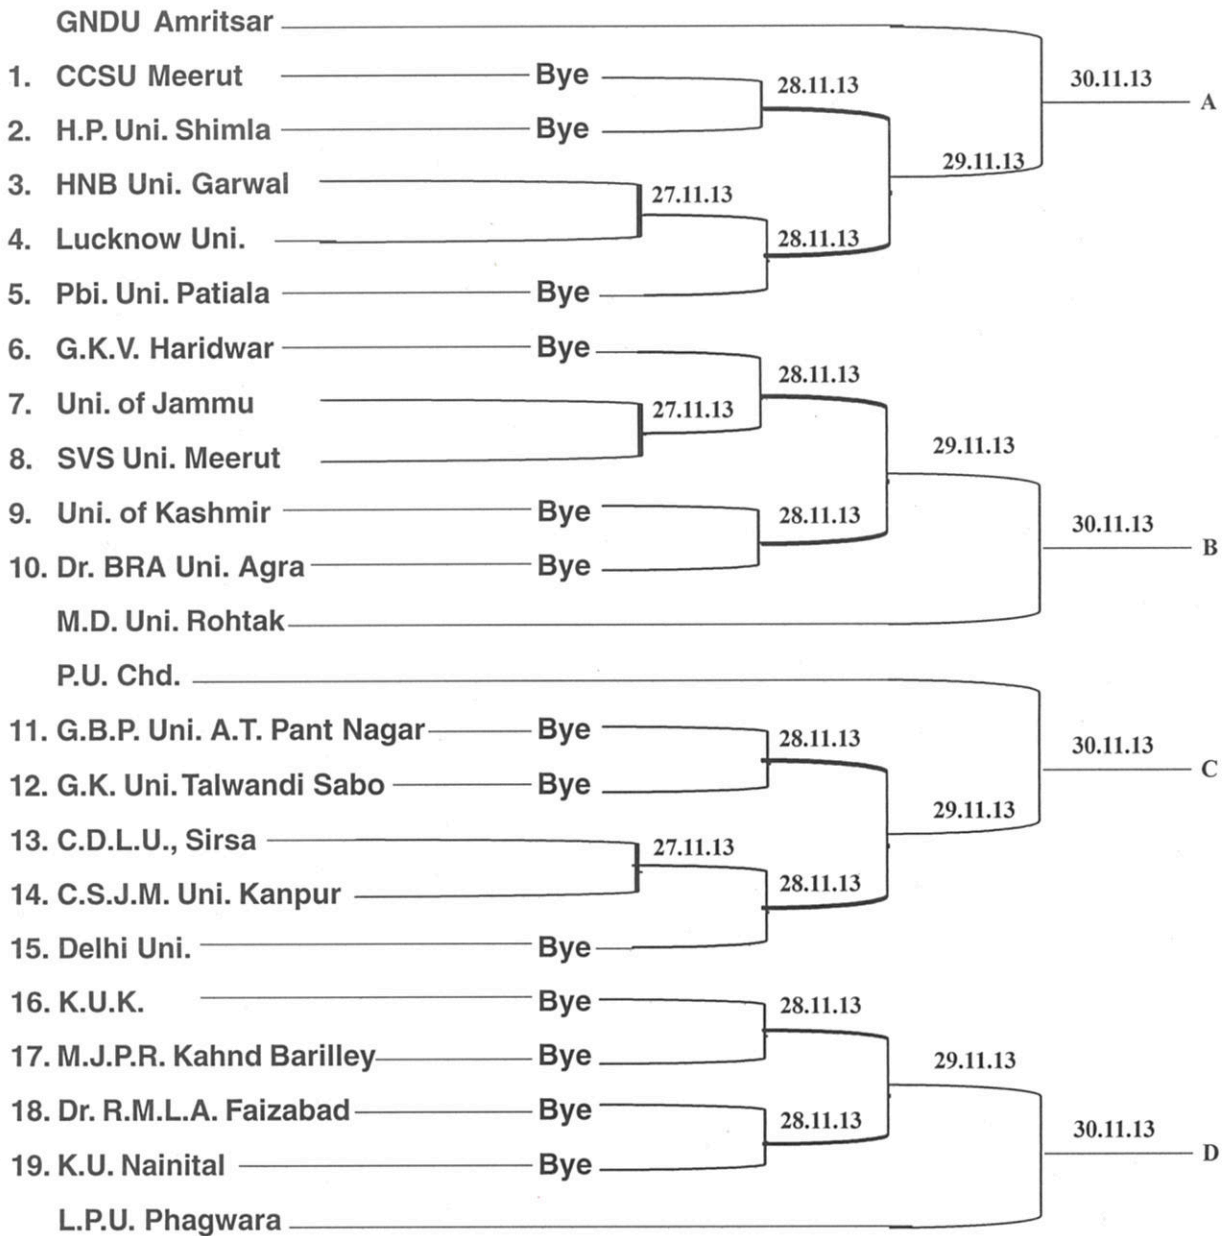 GNDU Amritsar
1. CCSU Meerut Bye 28.11.13 30.11.13
A
2. H.P. Uni. Shimla Bye
29.11.13
3. HNB Uni. Garwal 27.11.13
4. Lucknow Uni. 28.11.13
5. Pbi. Uni. Patiala Bye
6. G.K.V. Haridwar Bye
28.11.13
7. Uni. of Jammu 27.11.13
29.11.13
8. SVS Uni. Meerut
9. Uni. of Kashmir Bye 28.11.13 30.11.13
B
10. Dr. BRA Uni. Agra Bye
M.D. Uni. Rohtak
P.U. Chd.
11. G.B.P. Uni. A.T. Pant Nagar Bye 28.11.13 30.11.13
C
12. G.K. Uni. Talwandi Sabo Bye
29.11.13
13. C.D.L.U., Sirsa 27.11.13
14. C.S.J.M. Uni. Kanpur 28.11.13
15. Delhi Uni. Bye
16. K.U.K. Bye 28.11.13
17. M.J.P.R. Kahnd Barilley Bye 29.11.13
18. Dr. R.M.L.A. Faizabad Bye 28.11.13 30.11.13
D
19. K.U. Nainital Bye
L.P.U. Phagwara